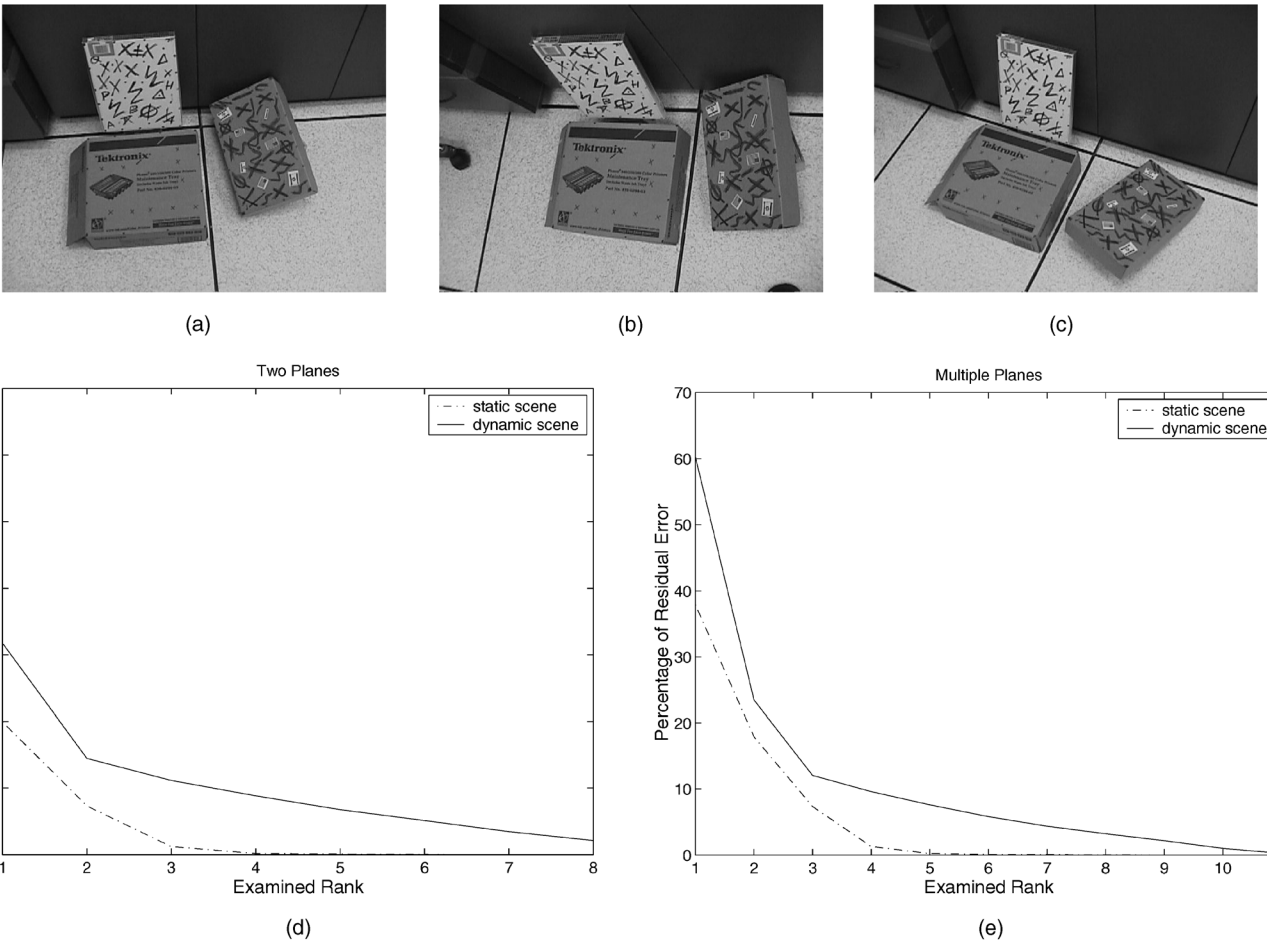 Tektronix
Tektronix
Tektronix
Maintenance Tray
(a)
(b)
(c)
Two Planes
static scene
dynamic scene
1 2 3 4 5 6 7 8
Examined Rank
(d)
Multiple Planes
static scene
dynamic scene
Percentage of Residual Error
70
60
50
40
30
20
10
0
1 2 3 4 5 6 7 8 9 10
Examined Rank
(e)